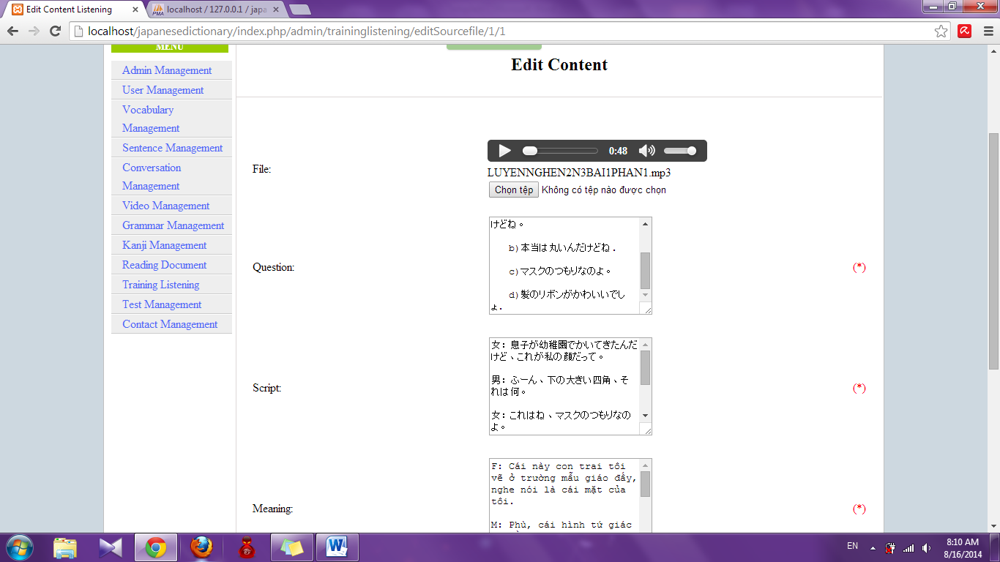 Edit Content Listening
localhost / 127.0.0.1 / japa
localhost/japanesedictionary/index.php/admin/traininglistening/editSourcefile/1/1
MENU
Edit Content
Admin Management
User Management
Vocabulary
Management
Sentence Management
Conversation
Management
Video Management
Grammar Management
Kanji Management
Reading Document
Training Listening
Test Management
Contact Management
File:
0:48
LUYENNGHEN2N3BAI1PHAN1.mp3
Chọn tệp Không có tệp nào được chọn
Question:
けどね。
b)本当は丸いんだけどね.
c)マスクのつもりなのよ。
d)髪のリボンがかわいいでし
ょ.
(*)
Script:
女: 息子が幼稚園でかいてきたんだ
けど、これが私の顔だって。
男: ふーん、下の大きい四角、そ
れは何。
女: これはね、マスクのつもりなの
よ。
(*)
Meaning:
F: Cái này con trai tôi
vẽ ở trường mẫu giáo đấy,
nghe nói là cái mặt của
tôi.
M: Phù, cái hình tứ giác
(*)
EN
8:10 AM
8/16/2014